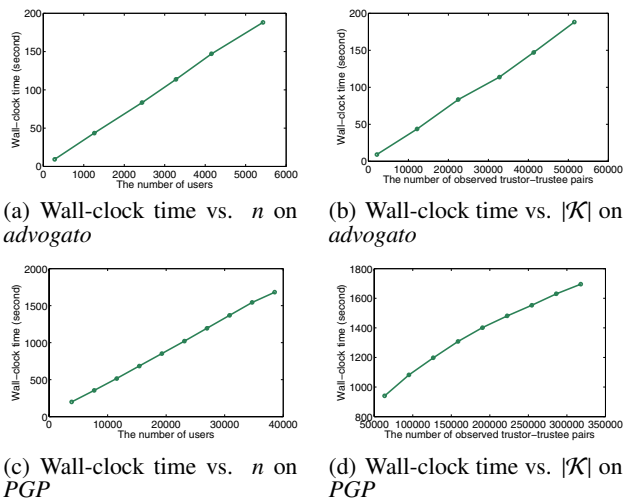 200
150
100
50
0
Wall-clock time (second)
0 1000 2000 3000 4000 5000 6000
The number of users
(a) Wall-clock time vs. n on
advogato
200
150
100
50
0
Wall-clock time (second)
0 10000 20000 30000 40000 50000 60000
The number of observed trustor-trustee pairs
(b) Wall-clock time vs. |𝒦| on
advogato
2000
1500
1000
500
0
Wall-clock time (second)
0 10000 20000 30000 40000
The number of users
(c) Wall-clock time vs. n on
PGP
1800
1600
1400
1200
1000
800
Wall-clock time (second)
50000 100000 150000 200000 250000 300000 350000
The number of observed trustor-trustee pairs
(d) Wall-clock time vs. |𝒦| on
PGP